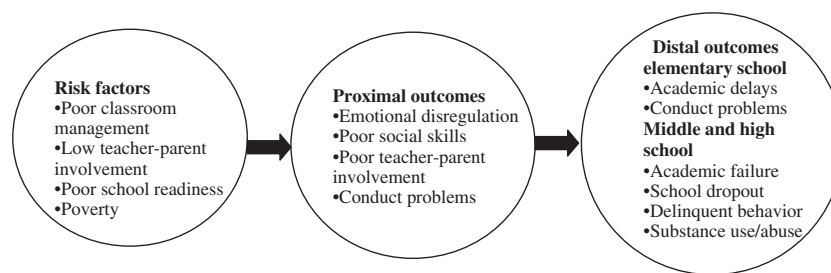 Risk factors
•Poor classroom
management
•Low teacher-parent
involvement
•Poor school readiness
•Poverty
Proximal outcomes
•Emotional disregulation
•Poor social skills
•Poor teacher-parent
involvement
•Conduct problems
Distal outcomes
elementary school
•Academic delays
•Conduct problems
Middle and high
school
•Academic failure
•School dropout
•Delinquent behavior
•Substance use/abuse